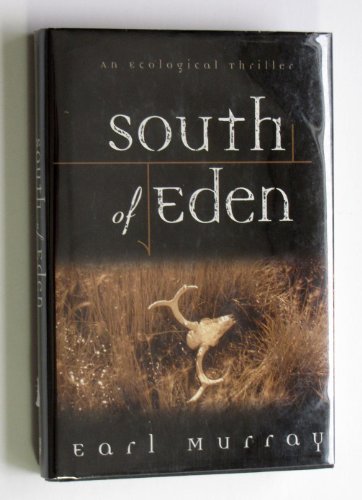 An Ecological Thriller
South
of Eden
Earl Murray
South of Eden